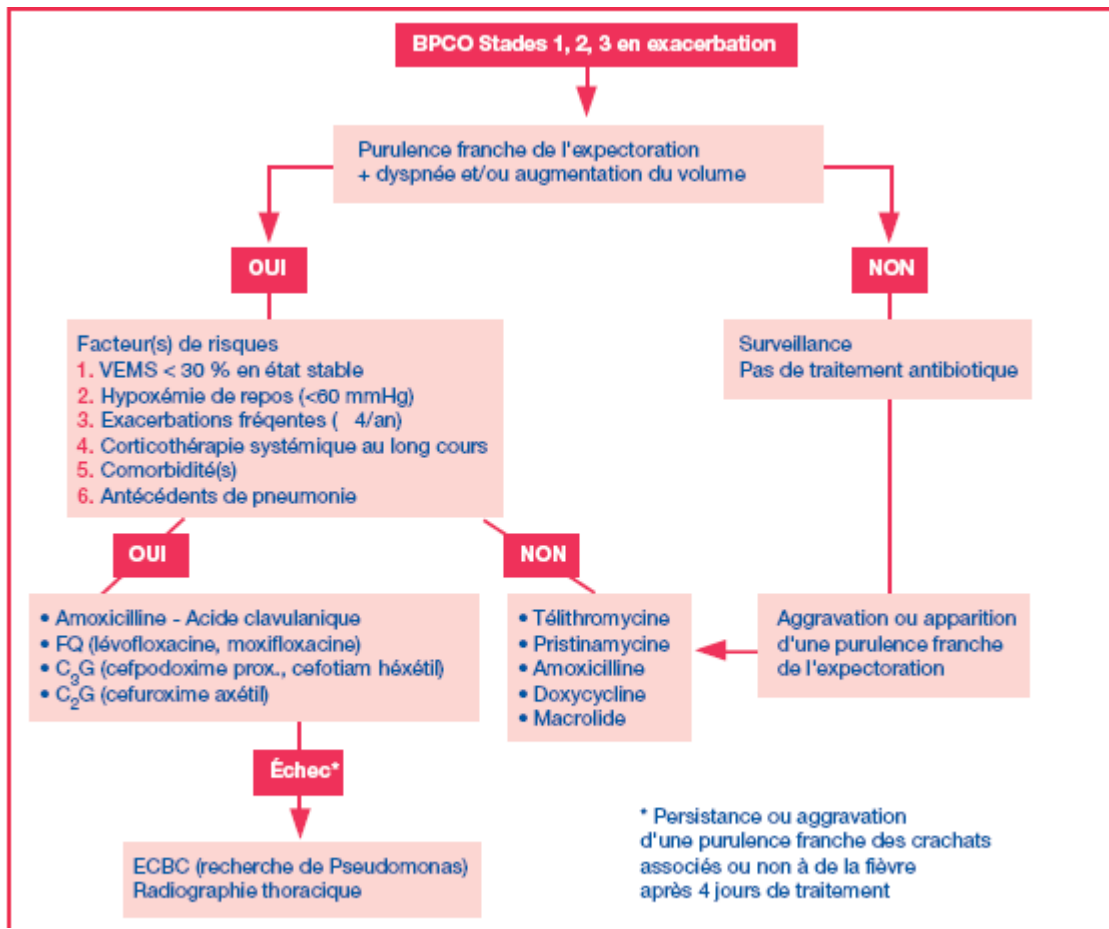 BPCO Stades 1, 2, 3 en exacerbation
Purulence franche de l'expectoration
+ dyspnée et/ou augmentation du volume
OUI
NON
Facteur(s) de risques
1. VEMS < 30 % en état stable
2. Hypoxémie de repos (<60 mmHg)
3. Exacerbations fréqentes (   4/an)
4. Corticothérapie systémique au long cours
5. Comorbidité(s)
6. Antécédents de pneumonie
Surveillance
Pas de traitement antibiotique
OUI
NON
• Amoxicilline - Acide clavulanique
• FQ (lévofloxacine, moxifloxacine)
• C₃G (cefpodoxime prox., cefotiam héxétil)
• C₂G (cefuroxime axétil)
• Télithromycine
• Pristinamycine
• Amoxicilline
• Doxycycline
• Macrolide
Aggravation ou apparition
d'une purulence franche
de l'expectoration
Échec*
ECBC (recherche de Pseudomonas)
Radiographie thoracique
* Persistance ou aggravation
d'une purulence franche des crachats
associés ou non à de la fièvre
après 4 jours de traitement